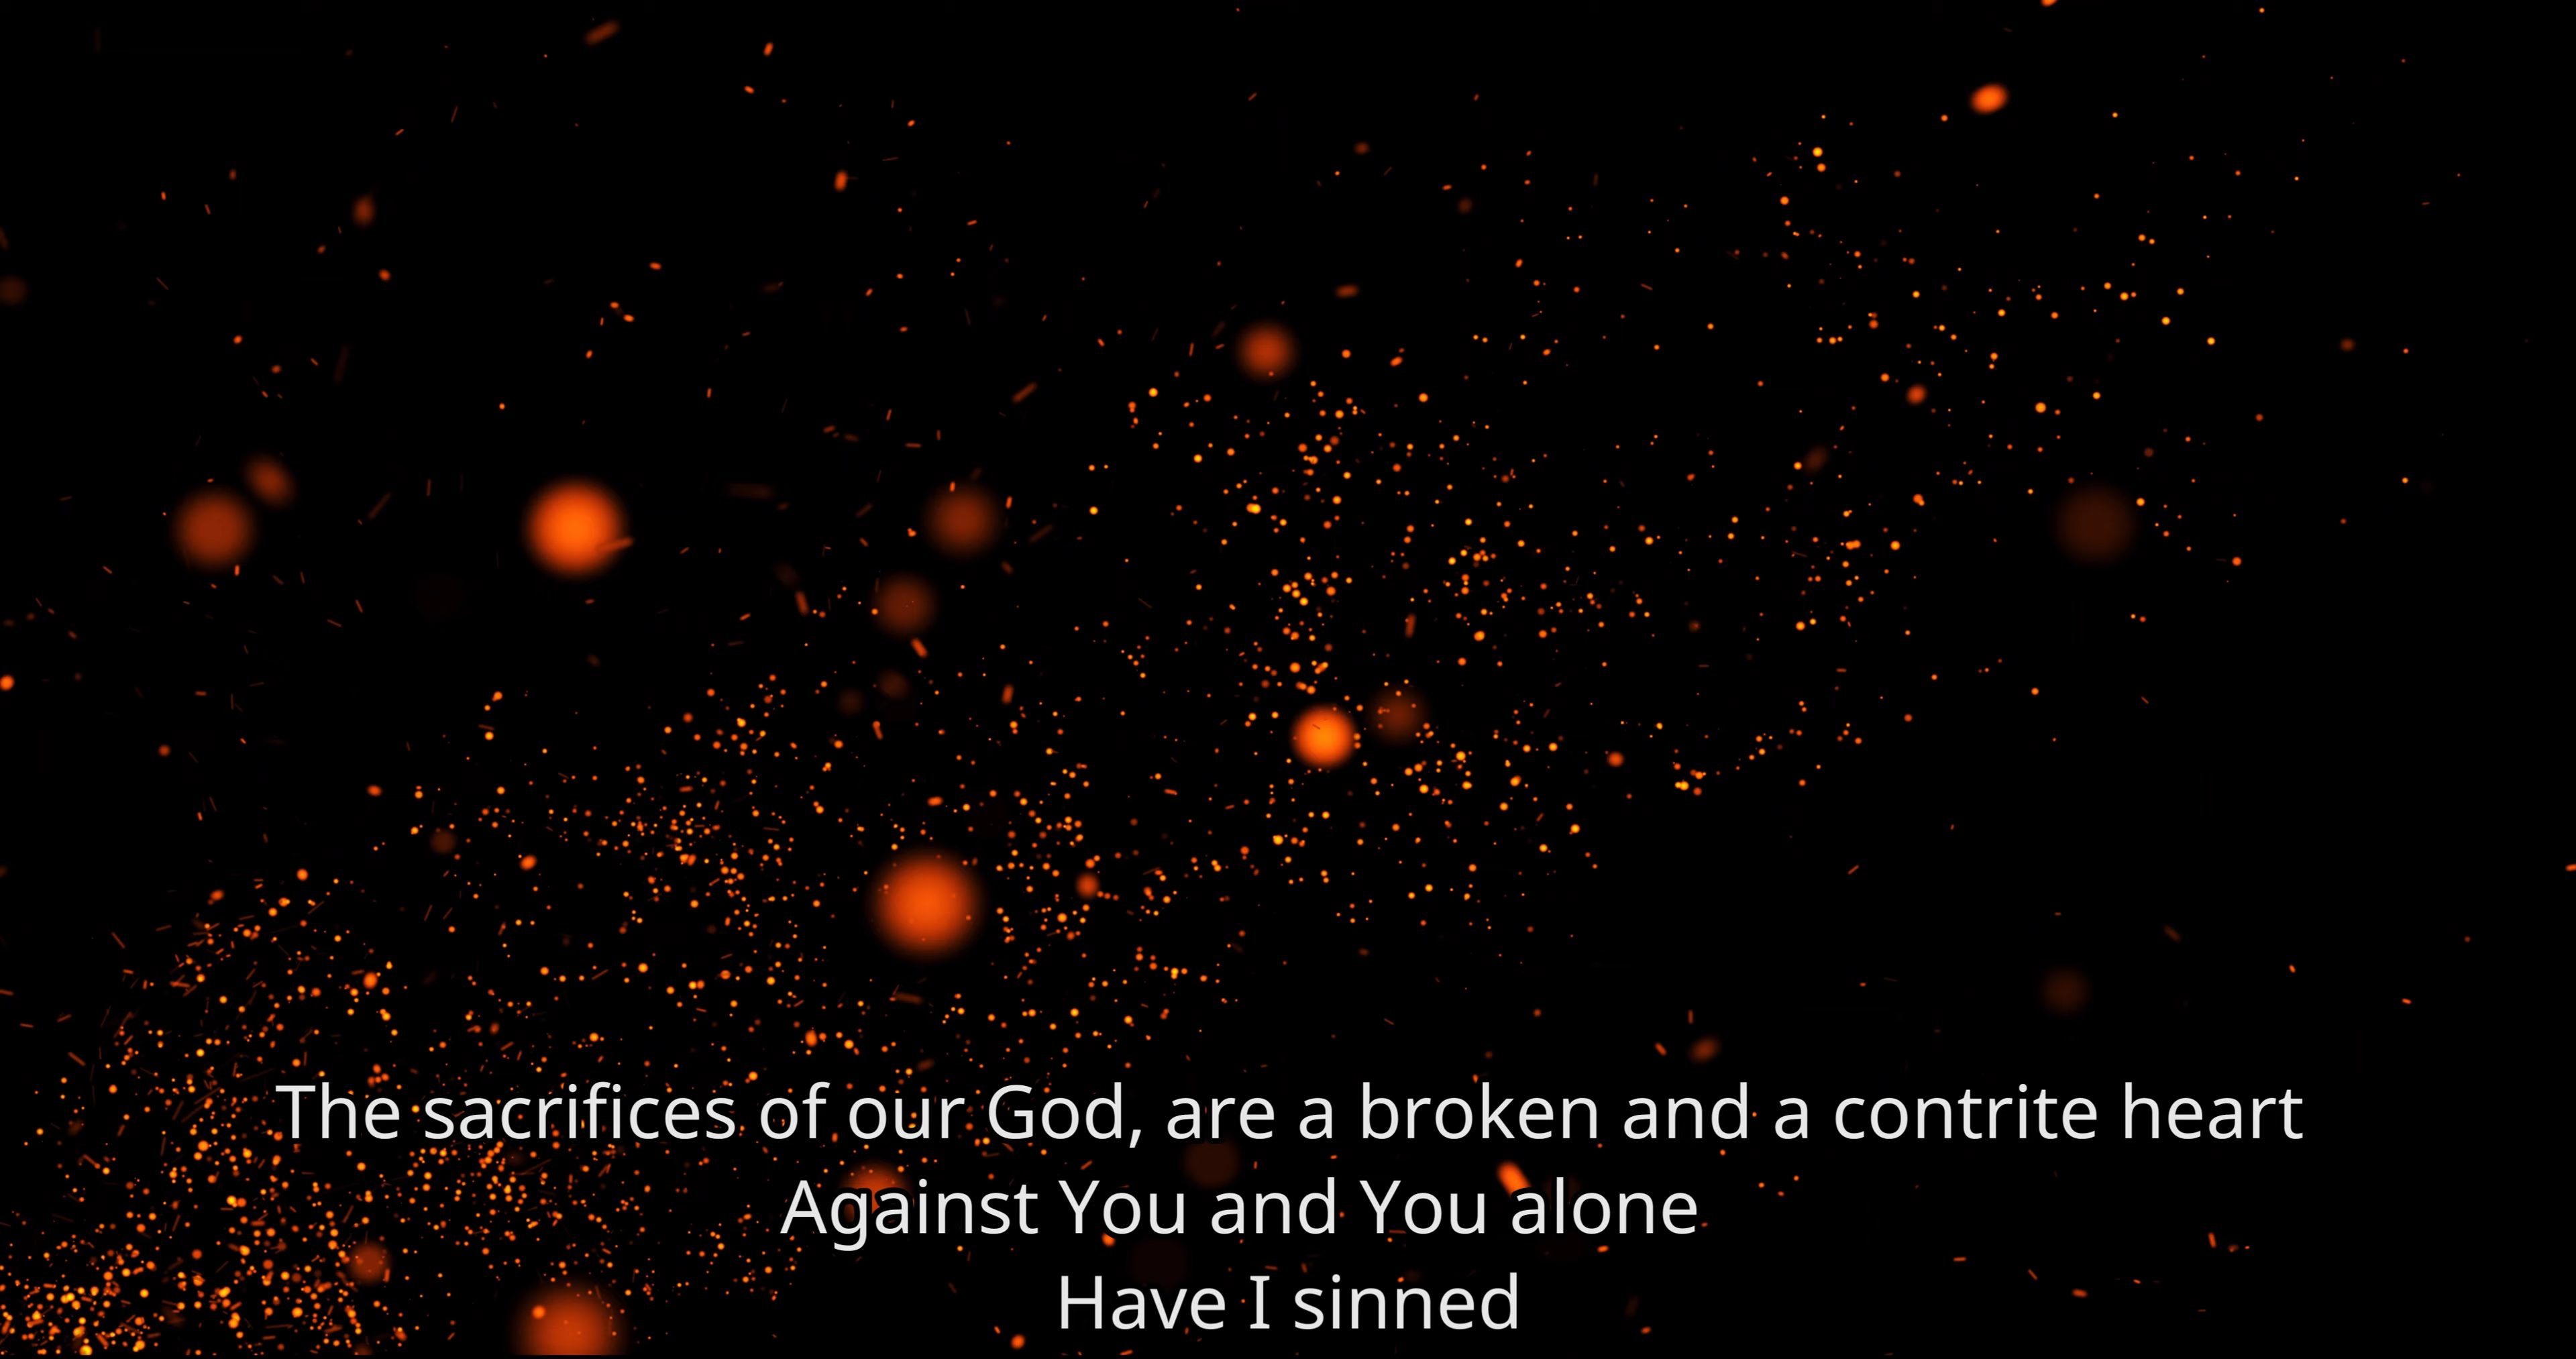 The sacrifices of our God, are a broken and a contrite heart
Against You and You alone
Have I sinned